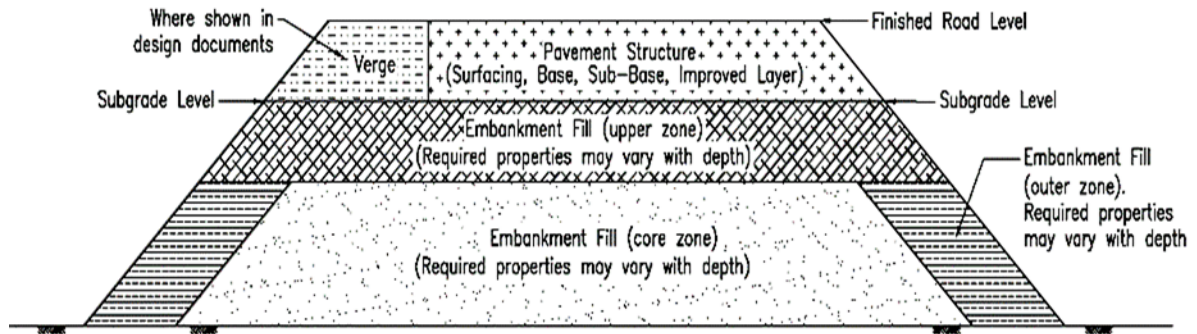 Where shown in
design documents
Finished Road Level
Verge
Pavement Structure
(Surfacing, Base, Sub-Base, Improved Layer)
Subgrade Level
Subgrade Level
Embankment Fill (upper zone)
(Required properties may vary with depth)
Embankment Fill
(outer zone).
Required properties
may vary with depth
Embankment Fill (core zone)
(Required properties may vary with depth)